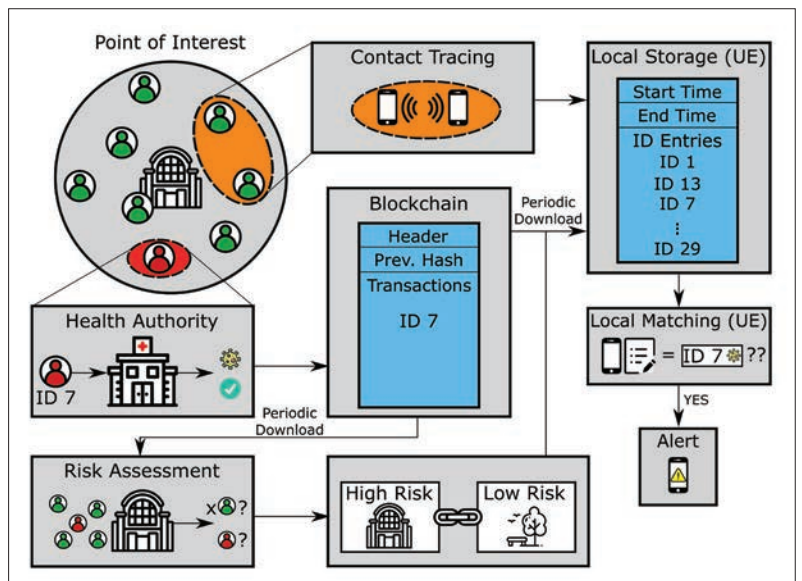 Point of Interest
Contact Tracing
Local Storage (UE)
Start Time
End Time
ID Entries
ID 1
ID 13
ID 7
⋮
ID 29
Blockchain
Header
Prev. Hash
Transactions
ID 7
Periodic
Download
Health Authority
ID 7
Local Matching (UE)
= ID 7 ??
YES
Alert
Periodic
Download
Risk Assessment
x ?
?
High Risk
Low Risk